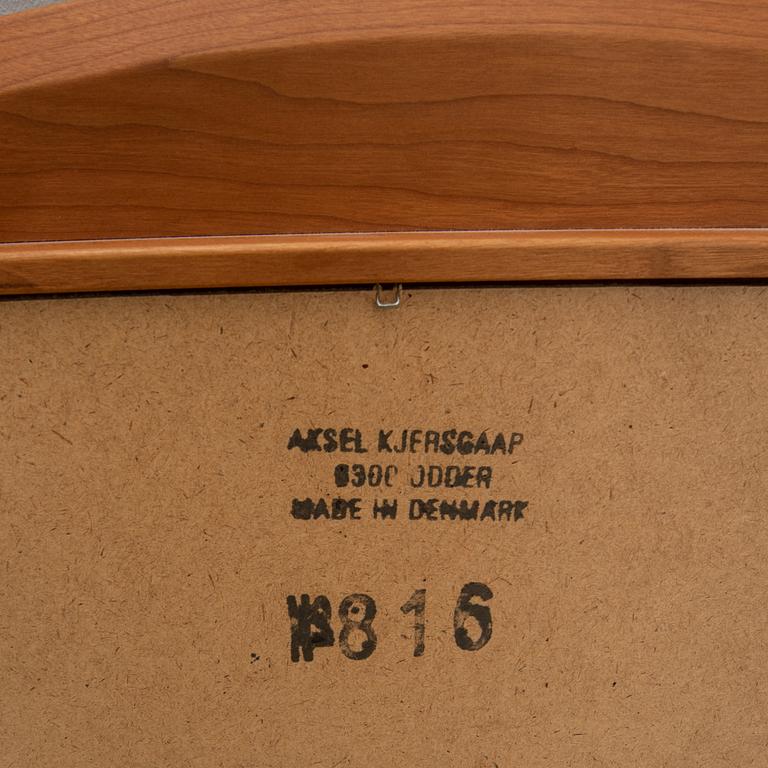 AKSEL KJERSGAAP
8300 ODDER
MADE IN DENMARK
816